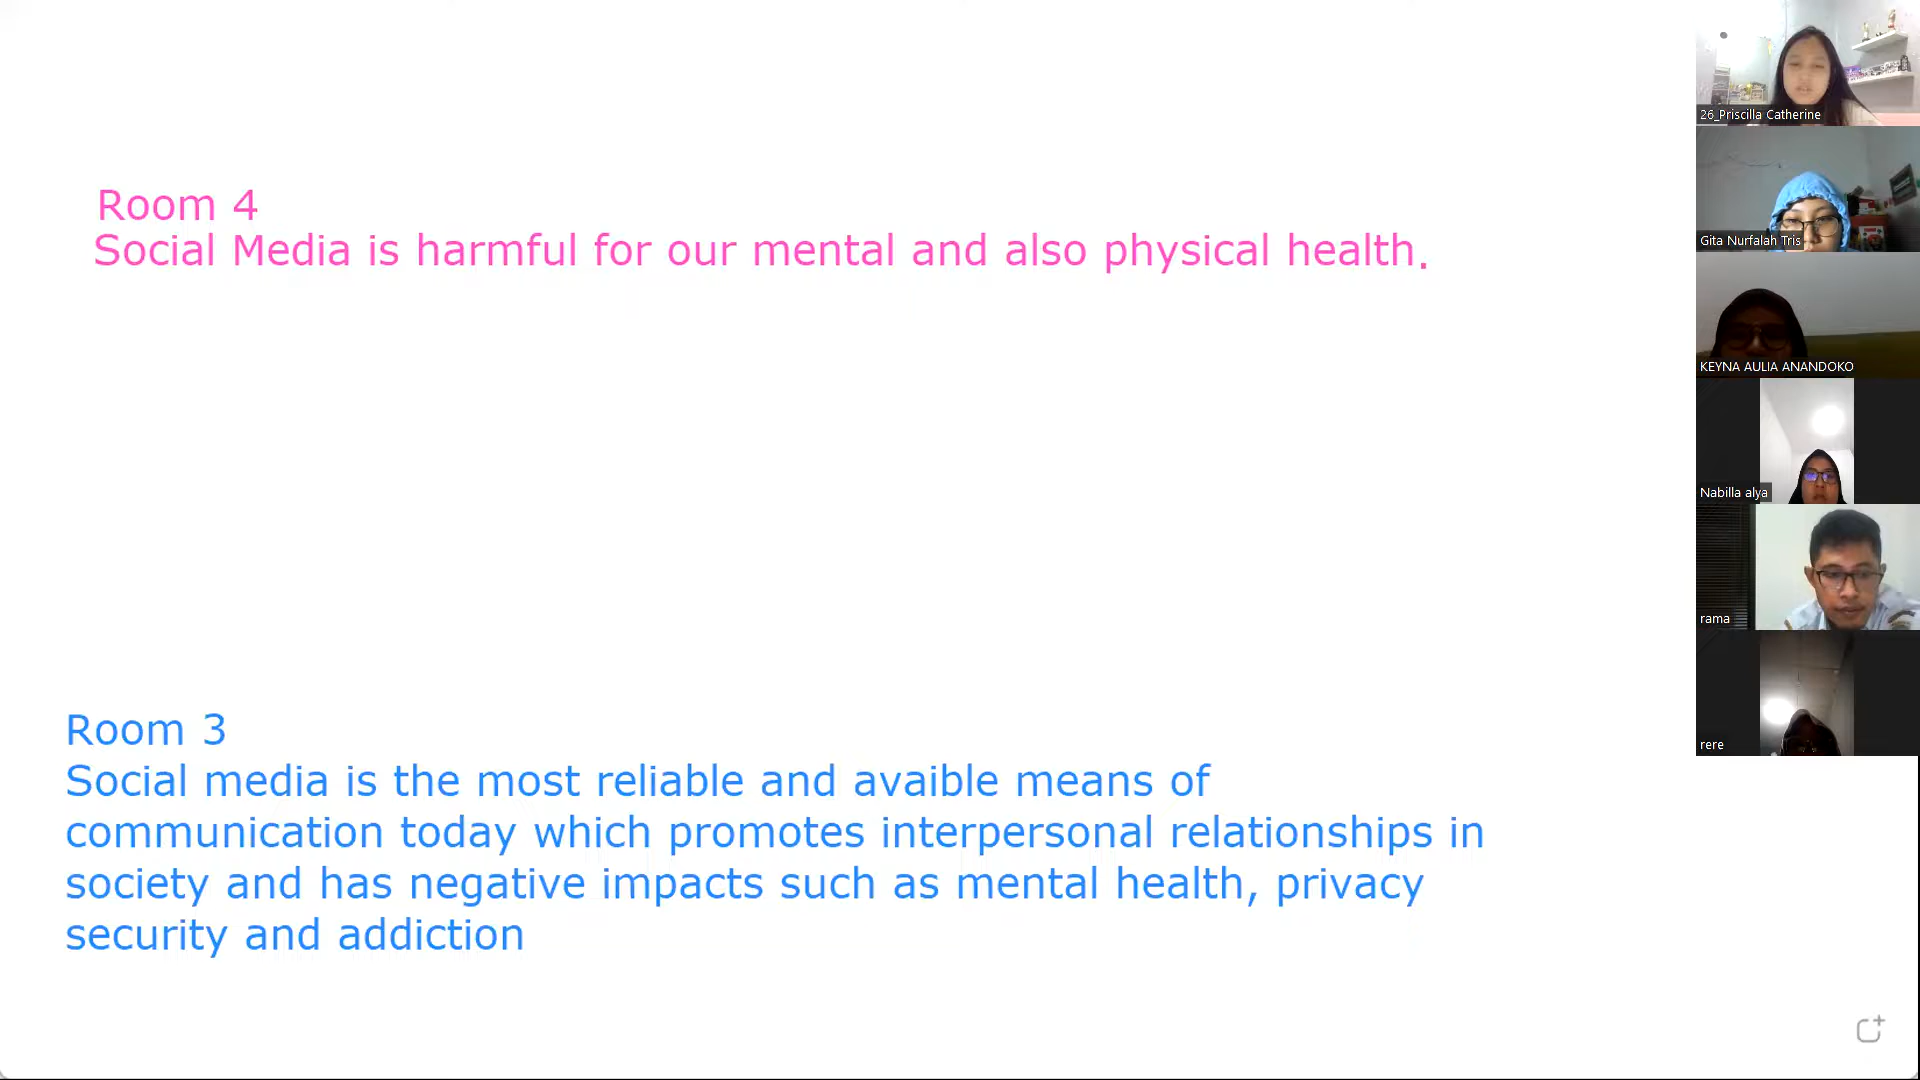 Room 4
Social Media is harmful for our mental and also physical health.
Room 3
Social media is the most reliable and avaible means of
communication today which promotes interpersonal relationships in
society and has negative impacts such as mental health, privacy
security and addiction
26_Priscilla Catherine
Gita Nurfalah Tris
KEYNA AULIA ANANDOKO
Nabilla alya
rama
rere